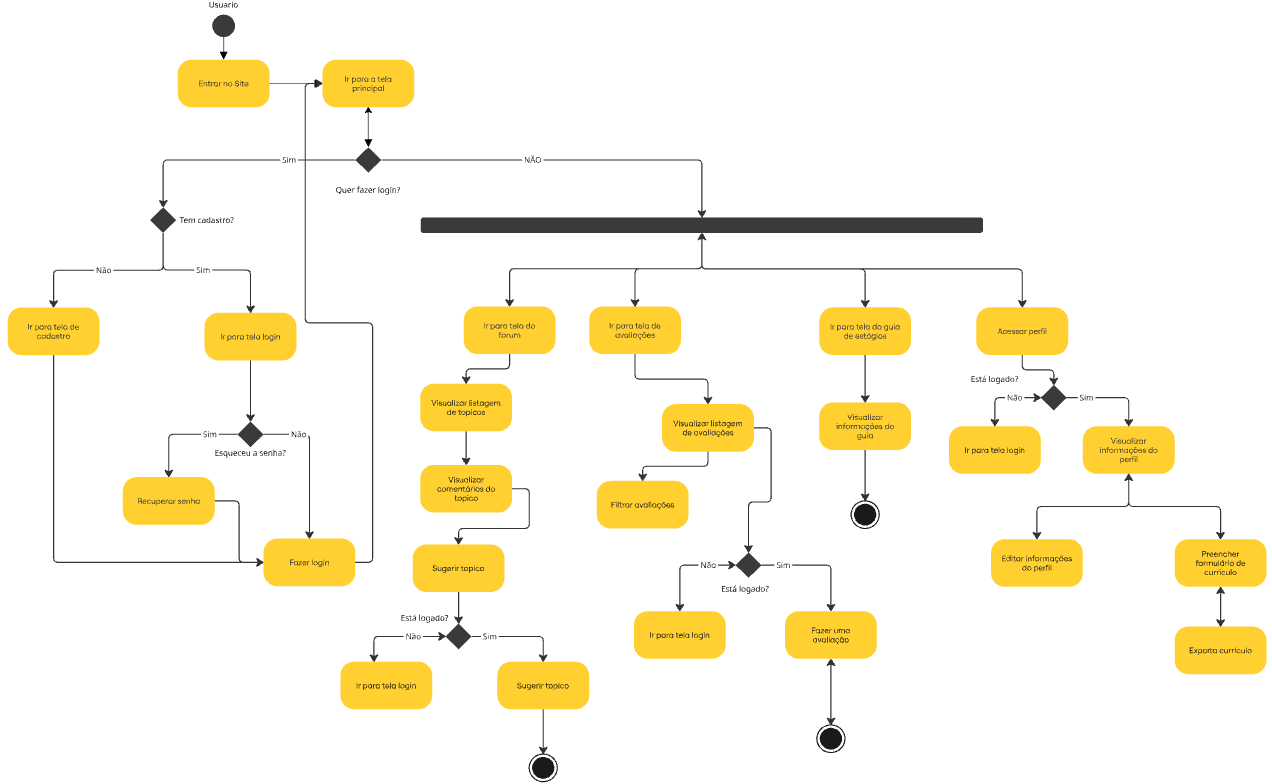 Usuario
Entrar no Site
Ir para a tela
principal
Sim
NÃO
Quer fazer login?
Tem cadastro?
Não
Sim
Ir para tela de
cadastro
Ir para tela login
Ir para tela do
forum
Ir para tela de
avaliações
Ir para tela do guia
de estágios
Acessar perfil
Está logado?
Não
Sim
Visualizar listagem
de topicos
Visualizar listagem
de avaliações
Visualizar
informações do
guia
Ir para tela login
Visualizar
informações do
perfil
Sim
Não
Esqueceu a senha?
Recuperar senha
Visualizar
comentários do
topico
Filtrar avaliações
Fazer login
Sugerir topico
Não
Sim
Está logado?
Editar informações
do perfil
Preencher
formulário de
curriculo
Está logado?
Não
Sim
Ir para tela login
Fazer uma
avaliação
Exporta currículo
Ir para tela login
Sugerir topico